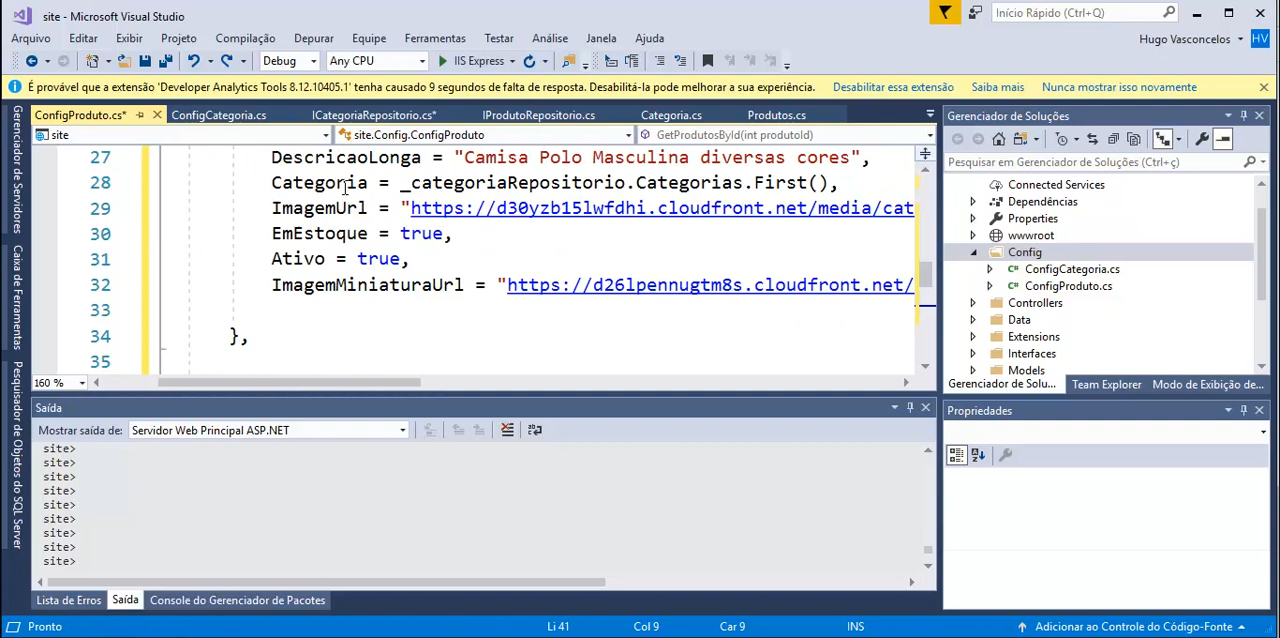 site - Microsoft Visual Studio
Início Rápido (Ctrl+Q)
Arquivo Editar Exibir Projeto Compilação Depurar Equipe Ferramentas Testar Análise Janela Ajuda
Hugo Vasconcelos HV
Debug Any CPU IIS Express
É provável que a extensão 'Developer Analytics Tools 8.12.10405.1' tenha causado 9 segundos de falta de resposta. Desabilitá-la pode melhorar a sua experiência. Desabilitar essa extensão Saiba mais Nunca mostrar isso novamente
Gerenciador de Servidores
Caixa de Ferramentas
Pesquisador de Objetos do SQL Server
ConfigProduto.cs* ConfigCategoria.cs ICategoriaRepositorio.cs* IProdutoRepositorio.cs Categoria.cs Produtos.cs
site site.Config.ConfigProduto GetProdutosById(int produtoId)
27 DescricaoLonga = "Camisa Polo Masculina diversas cores",
28 Categoria = _categoriaRepositorio.Categorias.First(),
29 ImagemUrl = "https://d30yzb15lwfdhi.cloudfront.net/media/cat
30 EmEstoque = true,
31 Ativo = true,
32 ImagemMiniaturaUrl = "https://d26lpennugtm8s.cloudfront.net/
33
34 },
35
160 %
Saída
Mostrar saída de: Servidor Web Principal ASP.NET
site>
site>
site>
site>
site>
site>
site>
site>
site>
Lista de Erros Saída Console do Gerenciador de Pacotes
Gerenciador de Soluções
Pesquisar em Gerenciador de Soluções (Ctrl+ç)
Connected Services
Dependências
Properties
wwwroot
Config
C# ConfigCategoria.cs
C# ConfigProduto.cs
Controllers
Data
Extensions
Interfaces
Models
Gerenciador de Solu... Team Explorer Modo de Exibição de...
Propriedades
Pronto Li 41 Col 9 Car 9 INS Adicionar ao Controle do Código-Fonte